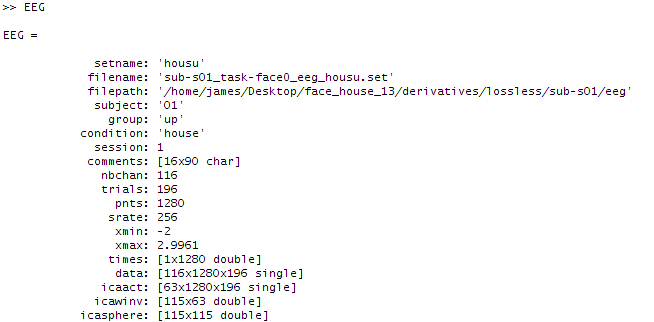 >> EEG
EEG =
setname: 'housu'
filename: 'sub-s01_task-face0_eeg_housu.set'
filepath: '/home/james/Desktop/face_house_13/derivatives/lossless/sub-s01/eeg'
subject: '01'
group: 'up'
condition: 'house'
session: 1
comments: [16x90 char]
nbchan: 116
trials: 196
pnts: 1280
srate: 256
xmin: -2
xmax: 2.9961
times: [1x1280 double]
data: [116x1280x196 single]
icaact: [63x1280x196 single]
icawinv: [115x63 double]
icasphere: [115x115 double]